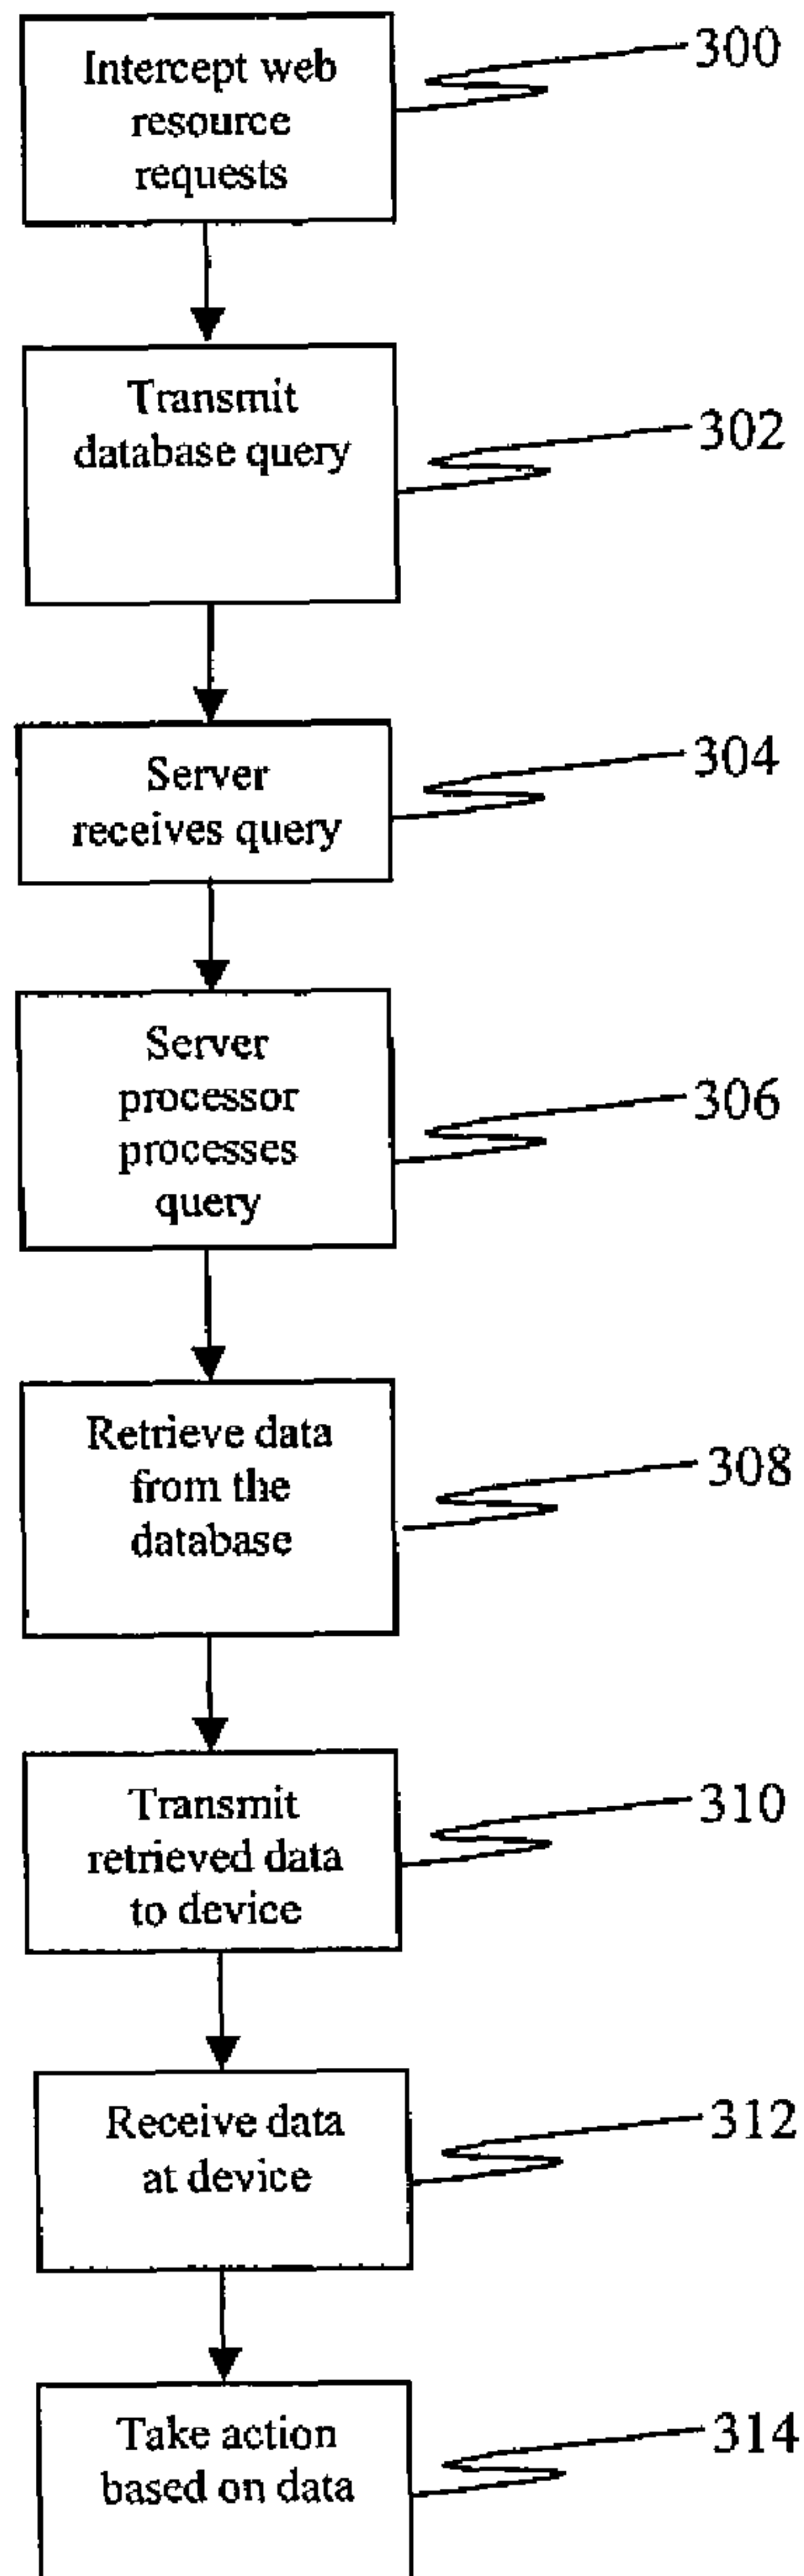 Intercept web
resource
requests
300
Transmit
database query
302
Server
receives query
304
Server
processor
processes
query
306
Retrieve data
from the
database
308
Transmit
retrieved data
to device
310
Receive data
at device
312
Take action
based on data
314